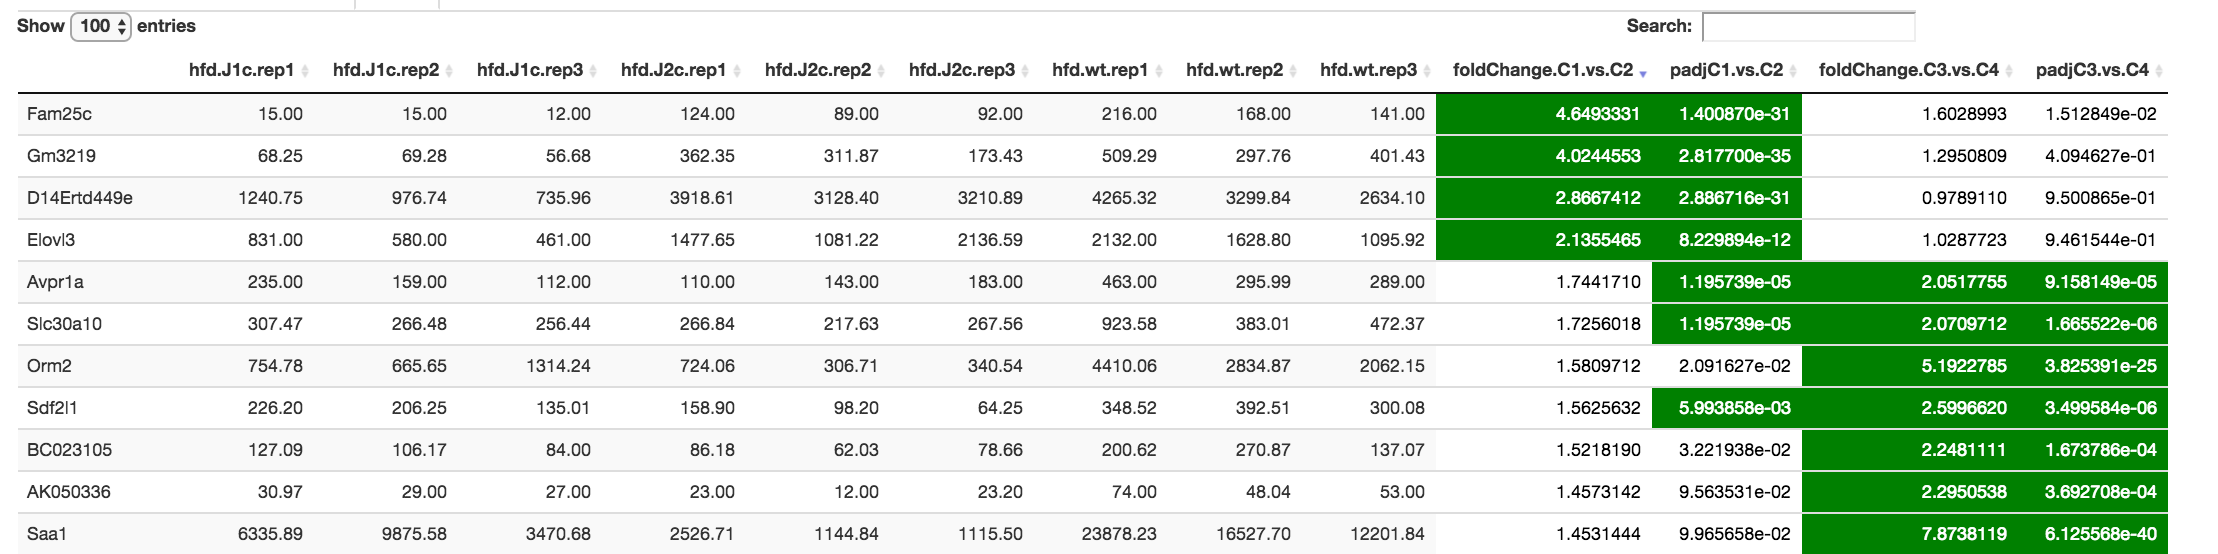 Show 100 entries Search:
hfd.J1c.rep1 hfd.J1c.rep2 hfd.J1c.rep3 hfd.J2c.rep1 hfd.J2c.rep2 hfd.J2c.rep3 hfd.wt.rep1 hfd.wt.rep2 hfd.wt.rep3 foldChange.C1.vs.C2 padjC1.vs.C2 foldChange.C3.vs.C4 padjC3.vs.C4
Fam25c 15.00 15.00 12.00 124.00 89.00 92.00 216.00 168.00 141.00 4.6493331 1.400870e-31 1.6028993 1.512849e-02
Gm3219 68.25 69.28 56.68 362.35 311.87 173.43 509.29 297.76 401.43 4.0244553 2.817700e-35 1.2950809 4.094627e-01
D14Ertd449e 1240.75 976.74 735.96 3918.61 3128.40 3210.89 4265.32 3299.84 2634.10 2.8667412 2.886716e-31 0.9789110 9.500865e-01
Elovl3 831.00 580.00 461.00 1477.65 1081.22 2136.59 2132.00 1628.80 1095.92 2.1355465 8.229894e-12 1.0287723 9.461544e-01
Avpr1a 235.00 159.00 112.00 110.00 143.00 183.00 463.00 295.99 289.00 1.7441710 1.195739e-05 2.0517755 9.158149e-05
Slc30a10 307.47 266.48 256.44 266.84 217.63 267.56 923.58 383.01 472.37 1.7256018 1.195739e-05 2.0709712 1.665522e-06
Orm2 754.78 665.65 1314.24 724.06 306.71 340.54 4410.06 2834.87 2062.15 1.5809712 2.091627e-02 5.1922785 3.825391e-25
Sdf2l1 226.20 206.25 135.01 158.90 98.20 64.25 348.52 392.51 300.08 1.5625632 5.993858e-03 2.5996620 3.499584e-06
BC023105 127.09 106.17 84.00 86.18 62.03 78.66 200.62 270.87 137.07 1.5218190 3.221938e-02 2.2481111 1.673786e-04
AK050336 30.97 29.00 27.00 23.00 12.00 23.20 74.00 48.04 53.00 1.4573142 9.563531e-02 2.2950538 3.692708e-04
Saa1 6335.89 9875.58 3470.68 2526.71 1144.84 1115.50 23878.23 16527.70 12201.84 1.4531444 9.965658e-02 7.8738119 6.125568e-40